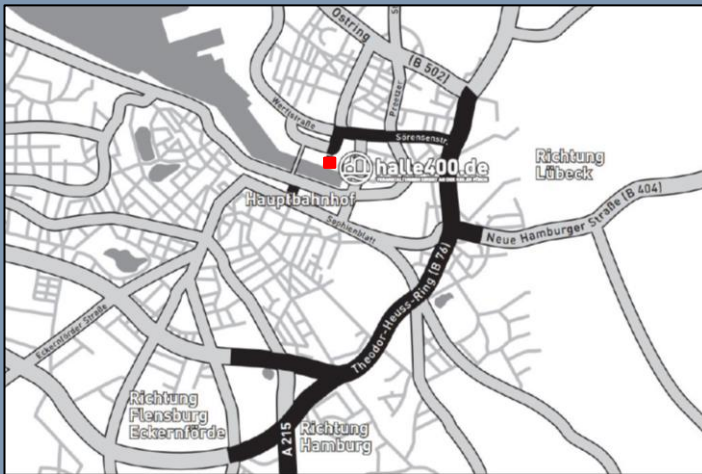 Ostring
(B 502)
Werftstraße
Preetzer
Sörensenstr.
halle400.de
Richtung
Lübeck
Hauptbahnhof
Sophienblatt
Neue Hamburger Straße (B 404)
Theodor-Heuss-Ring (B 76)
Eckernförder Straße
Richtung
Flensburg
Eckernförde
A 215
Richtung
Hamburg